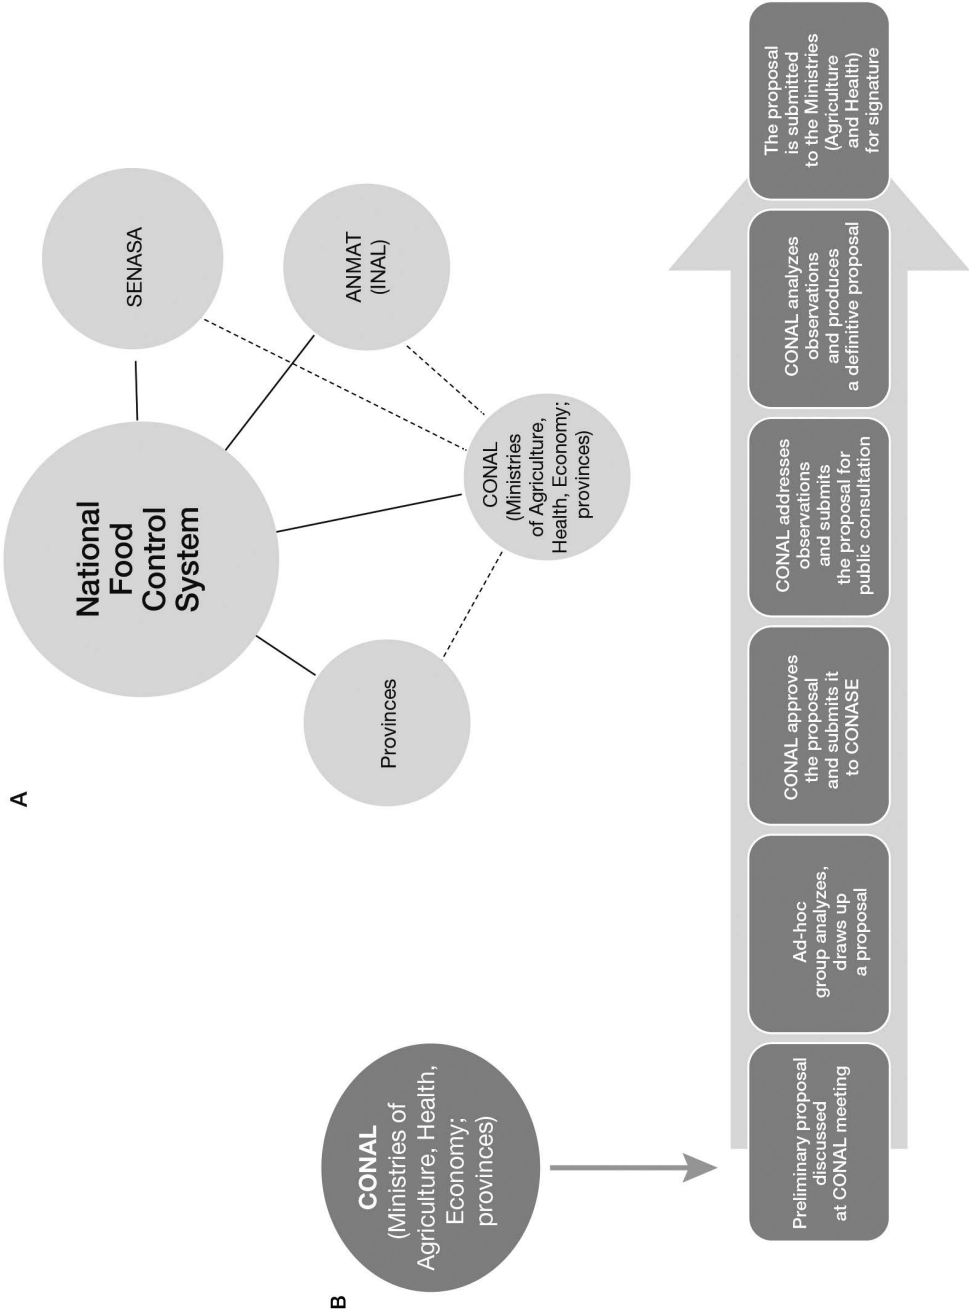 A
National
Food
Control
System
SENASA
ANMAT
(INAL)
CONAL
(Ministries
of Agriculture,
Health, Economy;
provinces)
Provinces
B
CONAL
(Ministries of
Agriculture, Health,
Economy;
provinces)
Preliminary proposal
discussed
at CONAL meeting
Ad-hoc
group analyzes,
draws up
a proposal
CONAL approves
the proposal
and submits it
to CONASE
CONAL addresses
observations
and submits
the proposal for
public consultation
CONAL analyzes
observations
and produces
a definitive proposal
The proposal
is submitted
to the Ministries
(Agriculture
and Health)
for signature